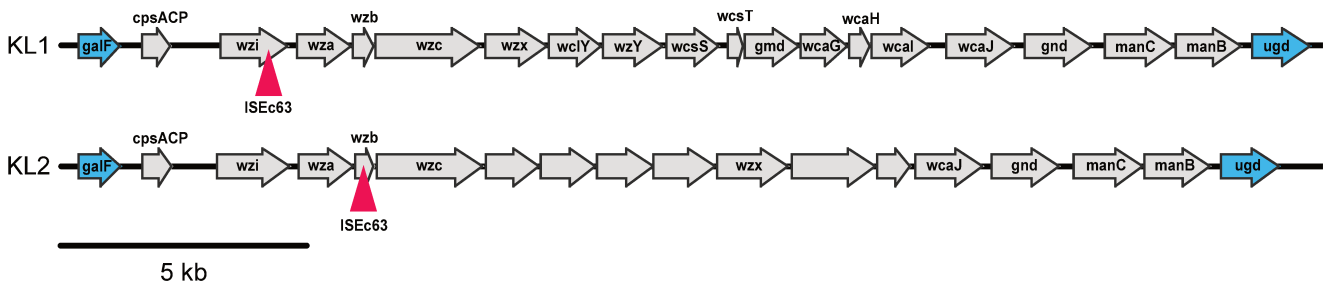 cpsACP wzb wcsT wcaH
KL1 galF wzi wza wzc wzx wclY wzY wcsS gmd wcaG wcaI wcaJ gnd manC manB ugd
ISEc63
cpsACP wzb
KL2 galF wzi wza wzc wzx wcaJ gnd manC manB ugd
ISEc63
5 kb